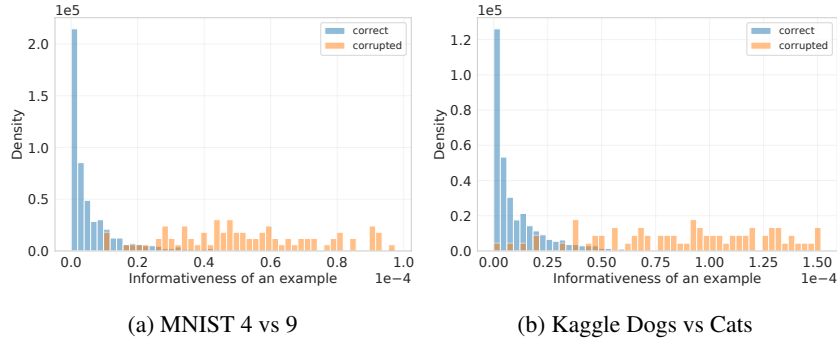 1e5
correct
corrupted
2.0
1.5
1.0
0.5
0.0
Density
0.0 0.2 0.4 0.6 0.8 1.0
Informativeness of an example
1e−4
(a) MNIST 4 vs 9
1e5
correct
corrupted
1.2
1.0
0.8
0.6
0.4
0.2
0.0
Density
0.00 0.25 0.50 0.75 1.00 1.25 1.50
Informativeness of an example
1e−4
(b) Kaggle Dogs vs Cats